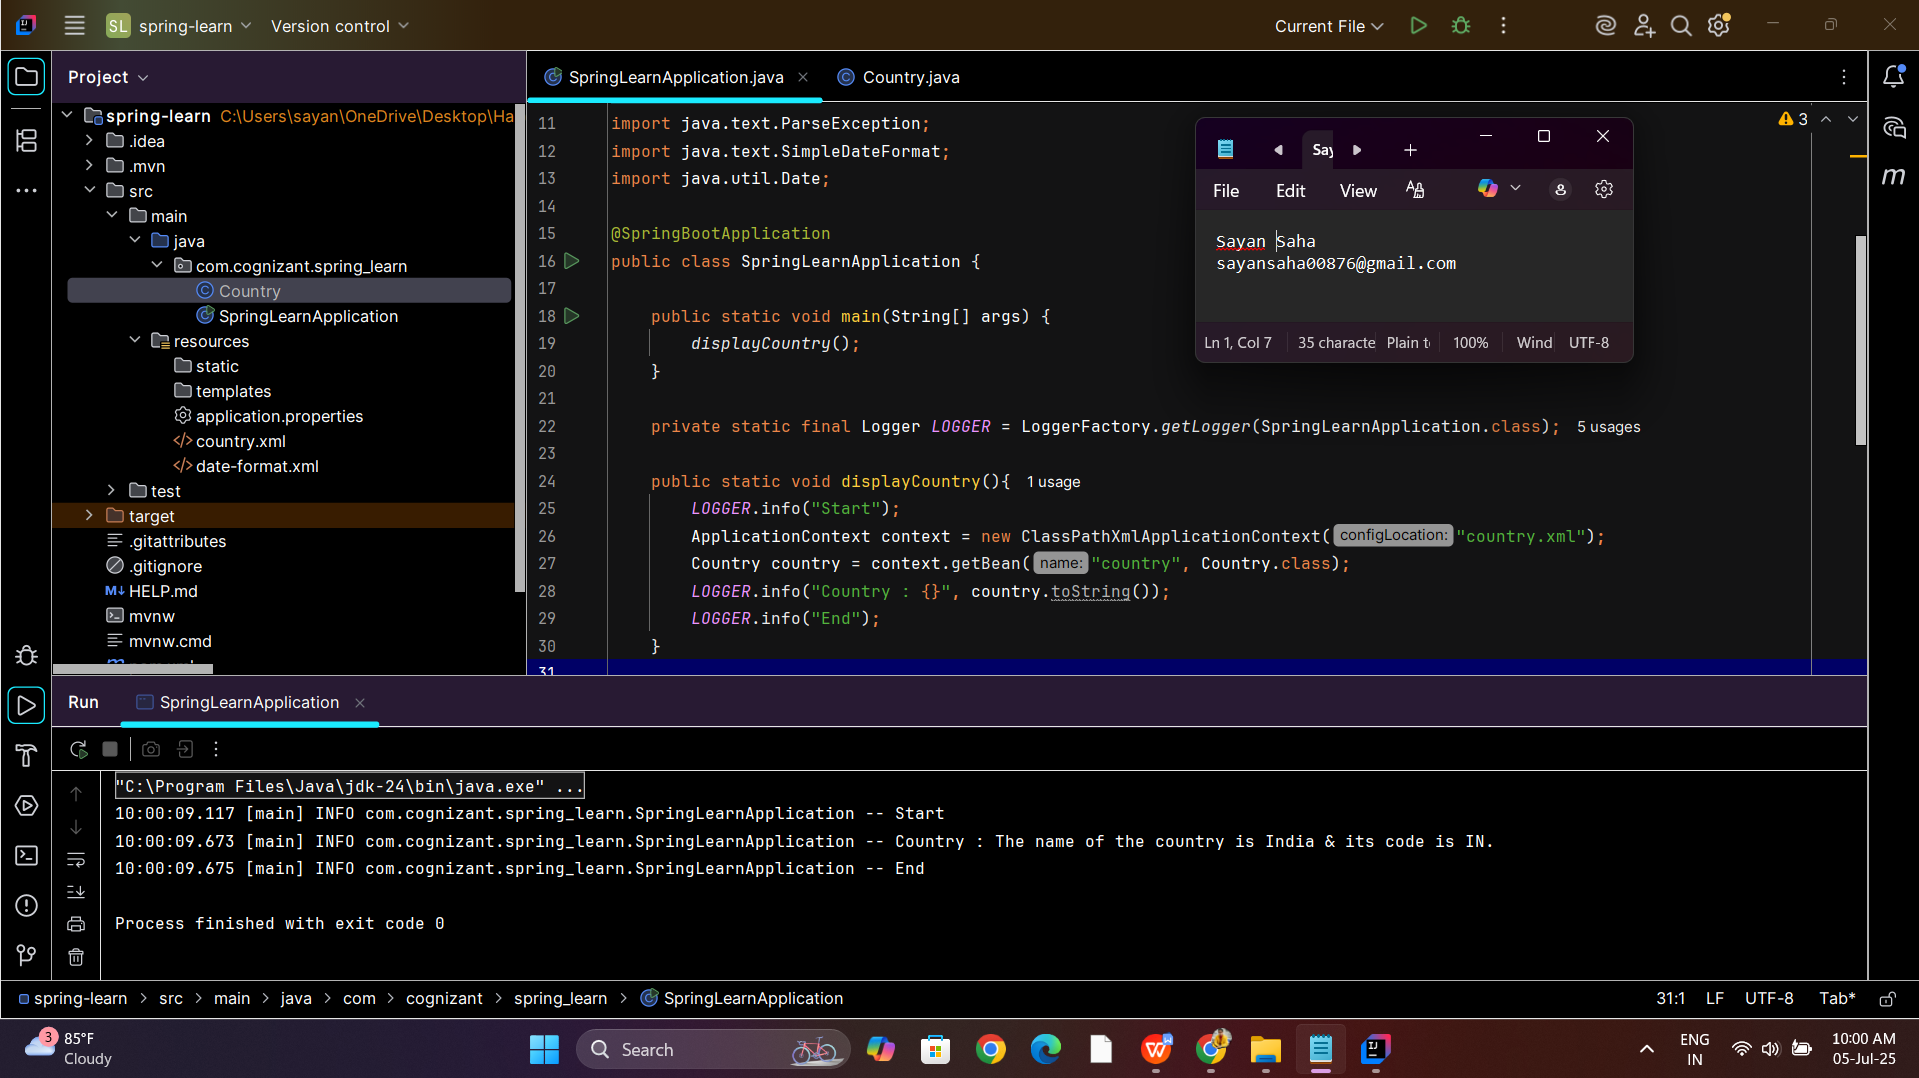 SL spring-learn Version control Current File
Project
SpringLearnApplication.java
Country.java
spring-learn C:\Users\sayan\OneDrive\Desktop\Ha
.idea
.mvn
src
main
java
com.cognizant.spring_learn
Country
SpringLearnApplication
resources
static
templates
application.properties
country.xml
date-format.xml
test
target
.gitattributes
.gitignore
M↓ HELP.md
mvnw
mvnw.cmd
3
11 import java.text.ParseException;
12 import java.text.SimpleDateFormat;
13 import java.util.Date;
14
15 @SpringBootApplication
16 public class SpringLearnApplication {
17
18 public static void main(String[] args) {
19 displayCountry();
20 }
21
22 private static final Logger LOGGER = LoggerFactory.getLogger(SpringLearnApplication.class); 5 usages
23
24 public static void displayCountry(){ 1 usage
25 LOGGER.info("Start");
26 ApplicationContext context = new ClassPathXmlApplicationContext( configLocation: "country.xml");
27 Country country = context.getBean( name: "country", Country.class);
28 LOGGER.info("Country : {}", country.toString());
29 LOGGER.info("End");
30 }
31
Say
File Edit View
Sayan Saha
sayansaha00876@gmail.com
Ln 1, Col 7 35 characte Plain t 100% Wind UTF-8
m
Run SpringLearnApplication
"C:\Program Files\Java\jdk-24\bin\java.exe" ...
10:00:09.117 [main] INFO com.cognizant.spring_learn.SpringLearnApplication -- Start
10:00:09.673 [main] INFO com.cognizant.spring_learn.SpringLearnApplication -- Country : The name of the country is India & its code is IN.
10:00:09.675 [main] INFO com.cognizant.spring_learn.SpringLearnApplication -- End
Process finished with exit code 0
spring-learn > src > main > java > com > cognizant > spring_learn > SpringLearnApplication
31:1 LF UTF-8 Tab*
3 85°F
Cloudy
Search
ENG
IN
10:00 AM
05-Jul-25